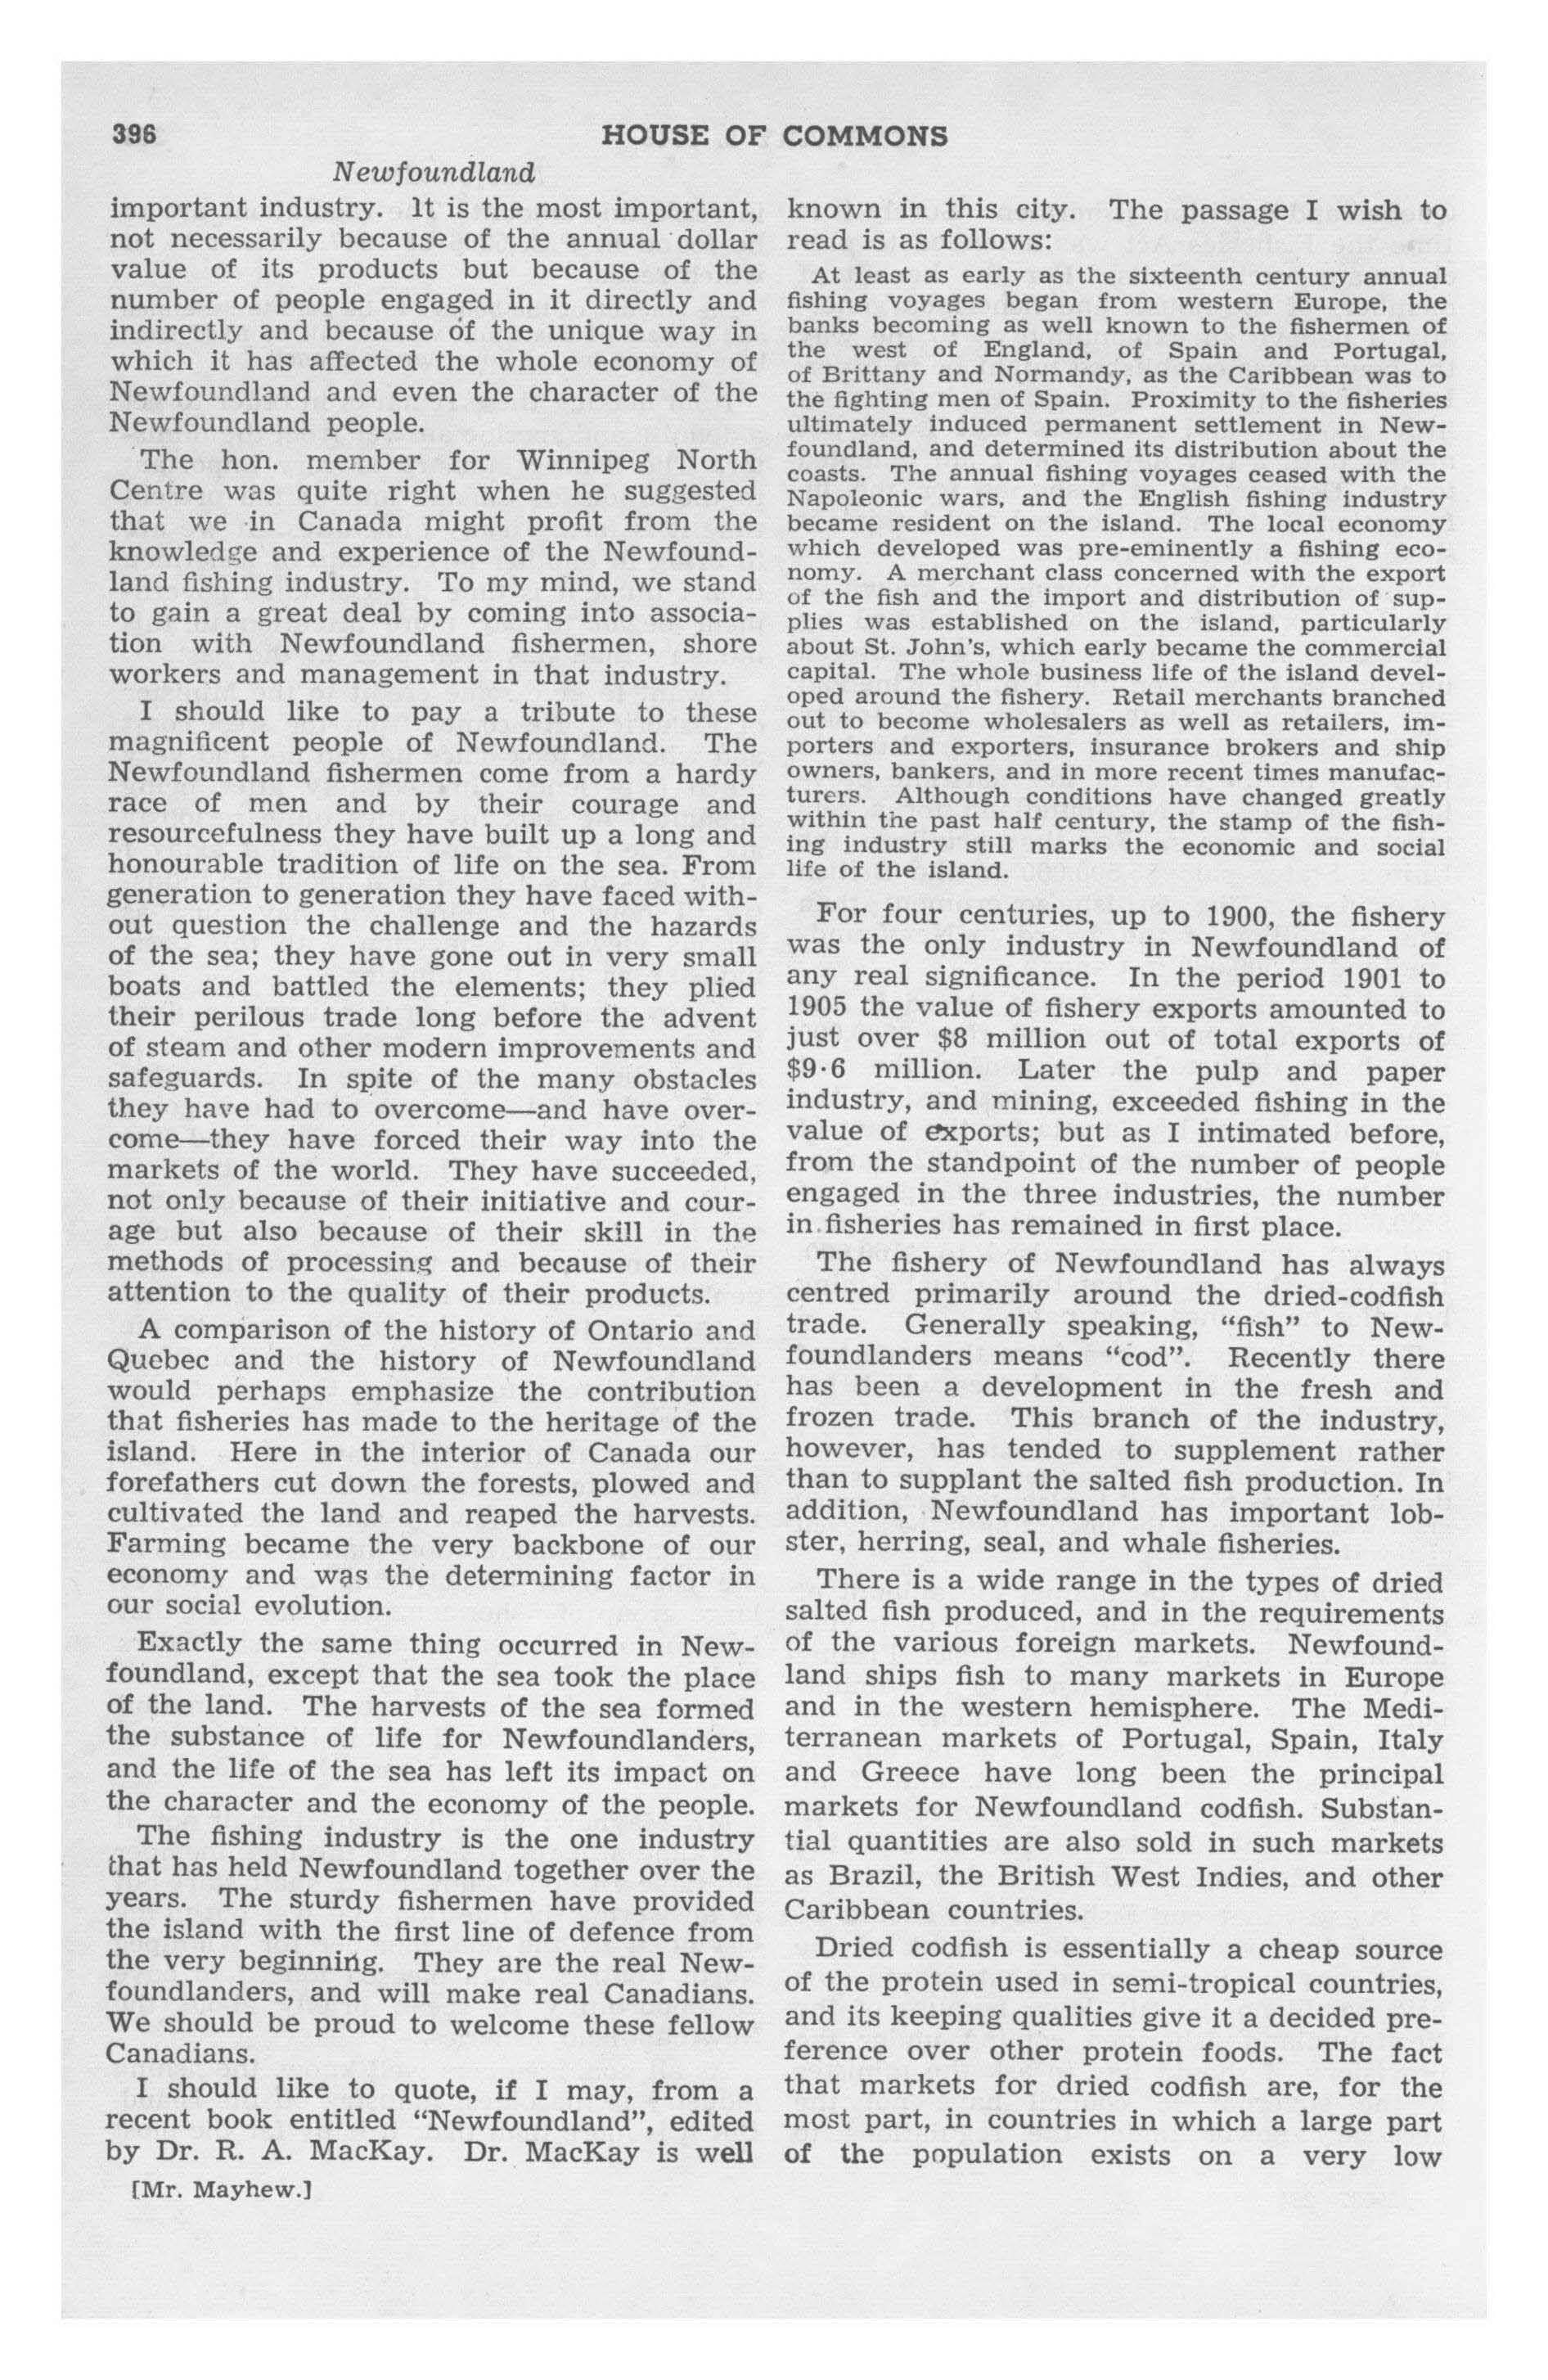 396
HOUSE OF COMMONS
Newfoundland
important industry. It is the most important,
not necessarily because of the annual dollar
value of its products but because of the
number of people engaged in it directly and
indirectly and because of the unique way in
which it has affected the whole economy of
Newfoundland and even the character of the
Newfoundland people.
The hon. member for Winnipeg North
Centre was quite right when he suggested
that we in Canada might profit from the
knowledge and experience of the Newfound-
land fishing industry. To my mind, we stand
to gain a great deal by coming into associa-
tion with Newfoundland fishermen, shore
workers and management in that industry.
I should like to pay a tribute to these
magnificent people of Newfoundland. The
Newfoundland fishermen come from a hardy
race of men and by their courage and
resourcefulness they have built up a long and
honourable tradition of life on the sea. From
generation to generation they have faced with-
out question the challenge and the hazards
of the sea; they have gone out in very small
boats and battled the elements; they plied
their perilous trade long before the advent
of steam and other modern improvements and
safeguards. In spite of the many obstacles
they have had to overcome—and have over-
come—they have forced their way into the
markets of the world. They have succeeded,
not only because of their initiative and cour-
age but also because of their skill in the
methods of processing and because of their
attention to the quality of their products.
A comparison of the history of Ontario and
Quebec and the history of Newfoundland
would perhaps emphasize the contribution
that fisheries has made to the heritage of the
island. Here in the interior of Canada our
forefathers cut down the forests, plowed and
cultivated the land and reaped the harvests.
Farming became the very backbone of our
economy and was the determining factor in
our social evolution.
Exactly the same thing occurred in New-
foundland, except that the sea took the place
of the land. The harvests of the sea formed
the substance of life for Newfoundlanders,
and the life of the sea has left its impact on
the character and the economy of the people.
The fishing industry is the one industry
that has held Newfoundland together over the
years. The sturdy fishermen have provided
the island with the first line of defence from
the very beginning. They are the real New-
foundlanders, and will make real Canadians.
We should be proud to welcome these fellow
Canadians.
I should like to quote, if I may, from a
recent book entitled “Newfoundland”, edited
by Dr. R. A. MacKay. Dr. MacKay is well
[Mr. Mayhew.]
known in this city. The passage I wish to
read is as follows:
At least as early as the sixteenth century annual
fishing voyages began from western Europe, the
banks becoming as well known to the fishermen of
the west of England, of Spain and Portugal,
of Brittany and Normandy, as the Caribbean was to
the fighting men of Spain. Proximity to the fisheries
ultimately induced permanent settlement in New-
foundland, and determined its distribution about the
coasts. The annual fishing voyages ceased with the
Napoleonic wars, and the English fishing industry
became resident on the island. The local economy
which developed was pre-eminently a fishing eco-
nomy. A merchant class concerned with the export
of the fish and the import and distribution of sup-
plies was established on the island, particularly
about St. John's, which early became the commercial
capital. The whole business life of the island devel-
oped around the fishery. Retail merchants branched
out to become wholesalers as well as retailers, im-
porters and exporters, insurance brokers and ship
owners, bankers, and in more recent times manufac-
turers. Although conditions have changed greatly
within the past half century, the stamp of the fish-
ing industry still marks the economic and social
life of the island.
For four centuries, up to 1900, the fishery
was the only industry in Newfoundland of
any real significance. In the period 1901 to
1905 the value of fishery exports amounted to
just over $8 million out of total exports of
$9·6 million. Later the pulp and paper
industry, and mining, exceeded fishing in the
value of exports; but as I intimated before,
from the standpoint of the number of people
engaged in the three industries, the number
in fisheries has remained in first place.
The fishery of Newfoundland has always
centred primarily around the dried-codfish
trade. Generally speaking, “fish” to New-
foundlanders means “cod”. Recently there
has been a development in the fresh and
frozen trade. This branch of the industry,
however, has tended to supplement rather
than to supplant the salted fish production. In
addition, Newfoundland has important lob-
ster, herring, seal, and whale fisheries.
There is a wide range in the types of dried
salted fish produced, and in the requirements
of the various foreign markets. Newfound-
land ships fish to many markets in Europe
and in the western hemisphere. The Medi-
terranean markets of Portugal, Spain, Italy
and Greece have long been the principal
markets for Newfoundland codfish. Substan-
tial quantities are also sold in such markets
as Brazil, the British West Indies, and other
Caribbean countries.
Dried codfish is essentially a cheap source
of the protein used in semi-tropical countries,
and its keeping qualities give it a decided pre-
ference over other protein foods. The fact
that markets for dried codfish are, for the
most part, in countries in which a large part
of the population exists on a very low